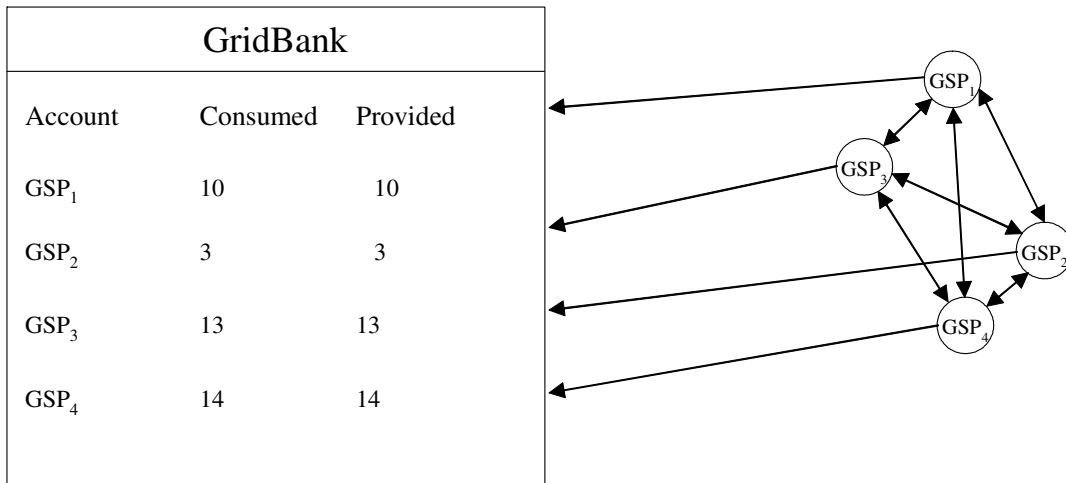 GridBank
Account Consumed Provided
GSP1 10 10
GSP2 3 3
GSP3 13 13
GSP4 14 14
GSP1
GSP3
GSP2
GSP4